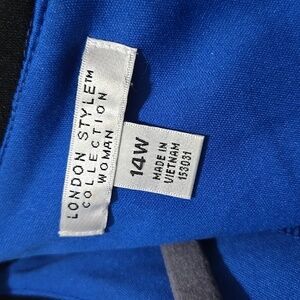 LONDON STYLE™
COLLECTION
WOMAN
14W
MADE IN
VIETNAM
153031